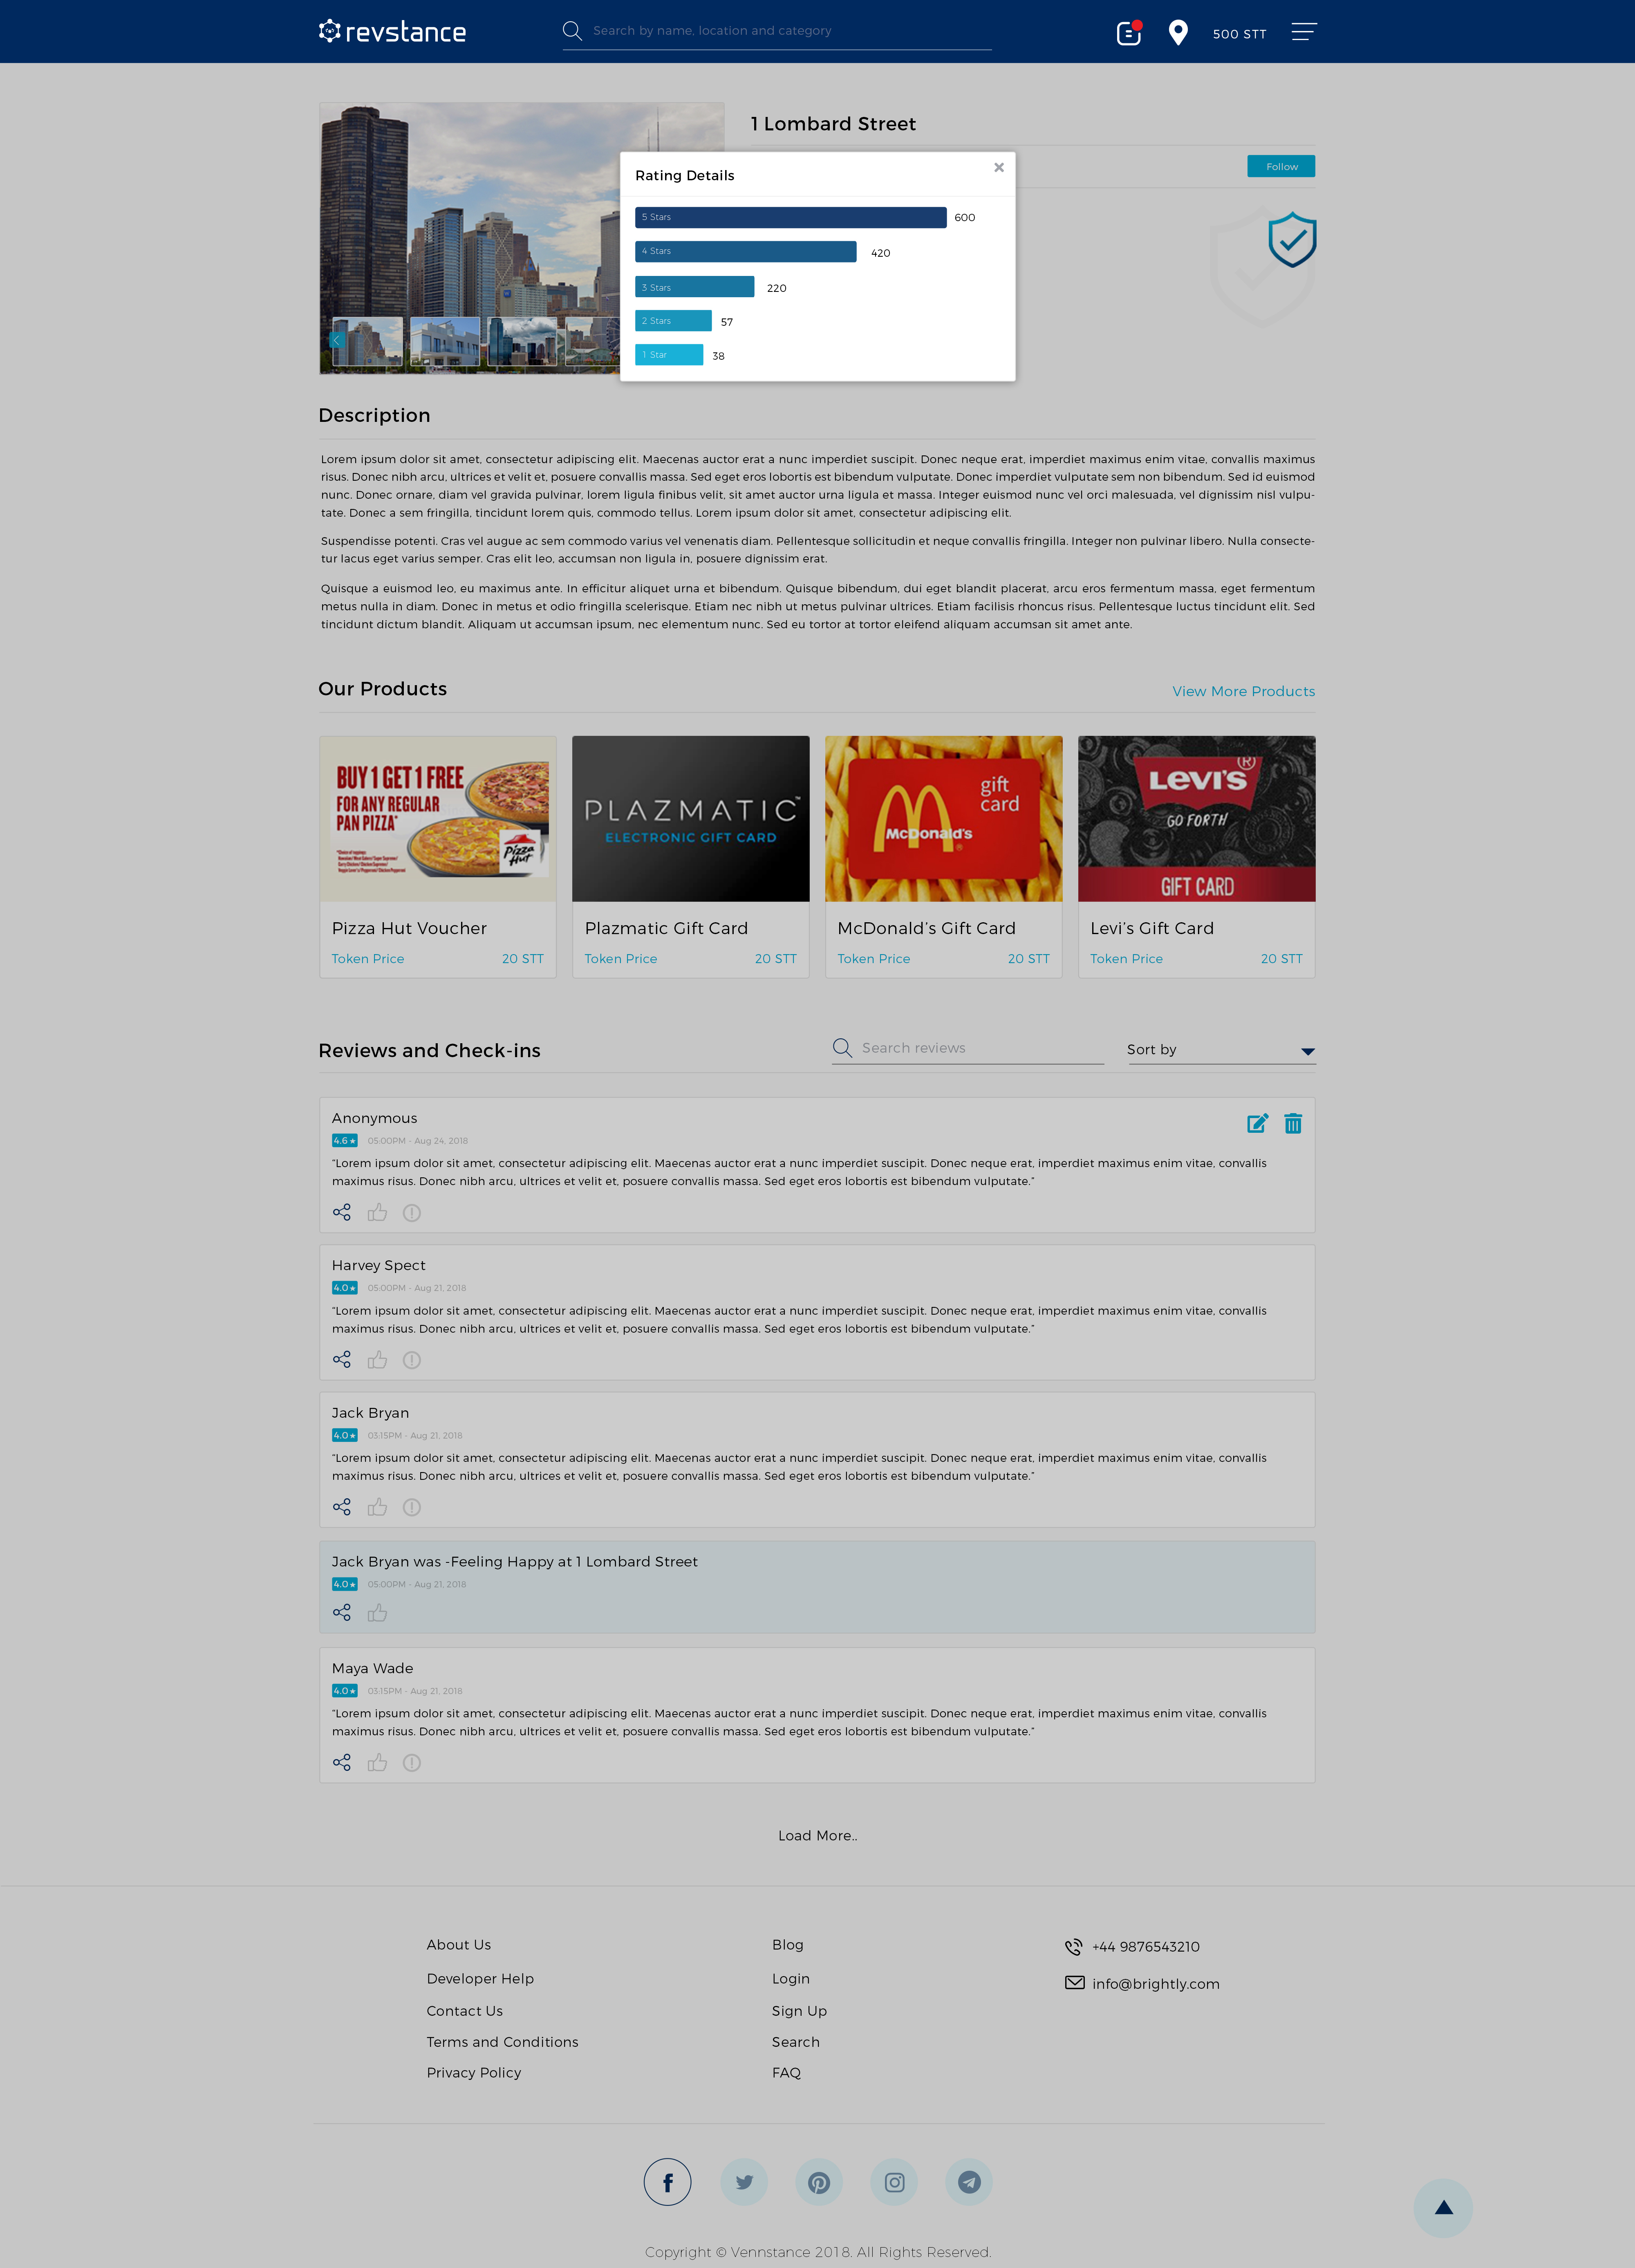 revstance
Search by name, location and category
500 STT
1 Lombard Street
Follow
Rating Details
5 Stars
600
4 Stars
420
3 Stars
220
2 Stars
57
1 Star
38
Description
Lorem ipsum dolor sit amet, consectetur adipiscing elit. Maecenas auctor erat a nunc imperdiet suscipit. Donec neque erat, imperdiet maximus enim vitae, convallis maximus
risus. Donec nibh arcu, ultrices et velit et, posuere convallis massa. Sed eget eros lobortis est bibendum vulputate. Donec imperdiet vulputate sem non bibendum. Sed id euismod
nunc. Donec ornare, diam vel gravida pulvinar, lorem ligula finibus velit, sit amet auctor urna ligula et massa. Integer euismod nunc vel orci malesuada, vel dignissim nisl vulpu-
tate. Donec a sem fringilla, tincidunt lorem quis, commodo tellus. Lorem ipsum dolor sit amet, consectetur adipiscing elit.
Suspendisse potenti. Cras vel augue ac sem commodo varius vel venenatis diam. Pellentesque sollicitudin et neque convallis fringilla. Integer non pulvinar libero. Nulla consecte-
tur lacus eget varius semper. Cras elit leo, accumsan non ligula in, posuere dignissim erat.
Quisque a euismod leo, eu maximus ante. In efficitur aliquet urna et bibendum. Quisque bibendum, dui eget blandit placerat, arcu eros fermentum massa, eget fermentum
metus nulla in diam. Donec in metus et odio fringilla scelerisque. Etiam nec nibh ut metus pulvinar ultrices. Etiam facilisis rhoncus risus. Pellentesque luctus tincidunt elit. Sed
tincidunt dictum blandit. Aliquam ut accumsan ipsum, nec elementum nunc. Sed eu tortor at tortor eleifend aliquam accumsan sit amet ante.
Our Products
View More Products
BUY 1 GET 1 FREE
FOR ANY REGULAR
PAN PIZZA*
Pizza
Hut
PLAZMATIC™
ELECTRONIC GIFT CARD
gift
card
McDonald's®
LEVI'S®
GO FORTH
GIFT CARD
Pizza Hut Voucher
Token Price
20 STT
Plazmatic Gift Card
Token Price
20 STT
McDonald's Gift Card
Token Price
20 STT
Levi's Gift Card
Token Price
20 STT
Reviews and Check-ins
Search reviews
Sort by
Anonymous
4.6★ 05:00PM - Aug 24, 2018
"Lorem ipsum dolor sit amet, consectetur adipiscing elit. Maecenas auctor erat a nunc imperdiet suscipit. Donec neque erat, imperdiet maximus enim vitae, convallis
maximus risus. Donec nibh arcu, ultrices et velit et, posuere convallis massa. Sed eget eros lobortis est bibendum vulputate."
Harvey Spect
4.0★ 05:00PM - Aug 21, 2018
"Lorem ipsum dolor sit amet, consectetur adipiscing elit. Maecenas auctor erat a nunc imperdiet suscipit. Donec neque erat, imperdiet maximus enim vitae, convallis
maximus risus. Donec nibh arcu, ultrices et velit et, posuere convallis massa. Sed eget eros lobortis est bibendum vulputate."
Jack Bryan
4.0★ 03:15PM - Aug 21, 2018
"Lorem ipsum dolor sit amet, consectetur adipiscing elit. Maecenas auctor erat a nunc imperdiet suscipit. Donec neque erat, imperdiet maximus enim vitae, convallis
maximus risus. Donec nibh arcu, ultrices et velit et, posuere convallis massa. Sed eget eros lobortis est bibendum vulputate."
Jack Bryan was -Feeling Happy at 1 Lombard Street
4.0★ 05:00PM - Aug 21, 2018
Maya Wade
4.0★ 03:15PM - Aug 21, 2018
"Lorem ipsum dolor sit amet, consectetur adipiscing elit. Maecenas auctor erat a nunc imperdiet suscipit. Donec neque erat, imperdiet maximus enim vitae, convallis
maximus risus. Donec nibh arcu, ultrices et velit et, posuere convallis massa. Sed eget eros lobortis est bibendum vulputate."
Load More..
About Us
Developer Help
Contact Us
Terms and Conditions
Privacy Policy
Blog
Login
Sign Up
Search
FAQ
+44 9876543210
info@brightly.com
Copyright © Vennstance 2018. All Rights Reserved.